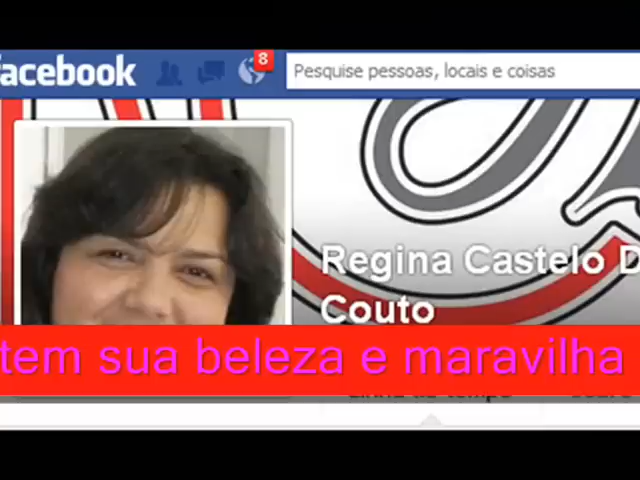 facebook
8
Pesquise pessoas, locais e coisas
Regina Castelo D
Couto
tem sua beleza e maravilha